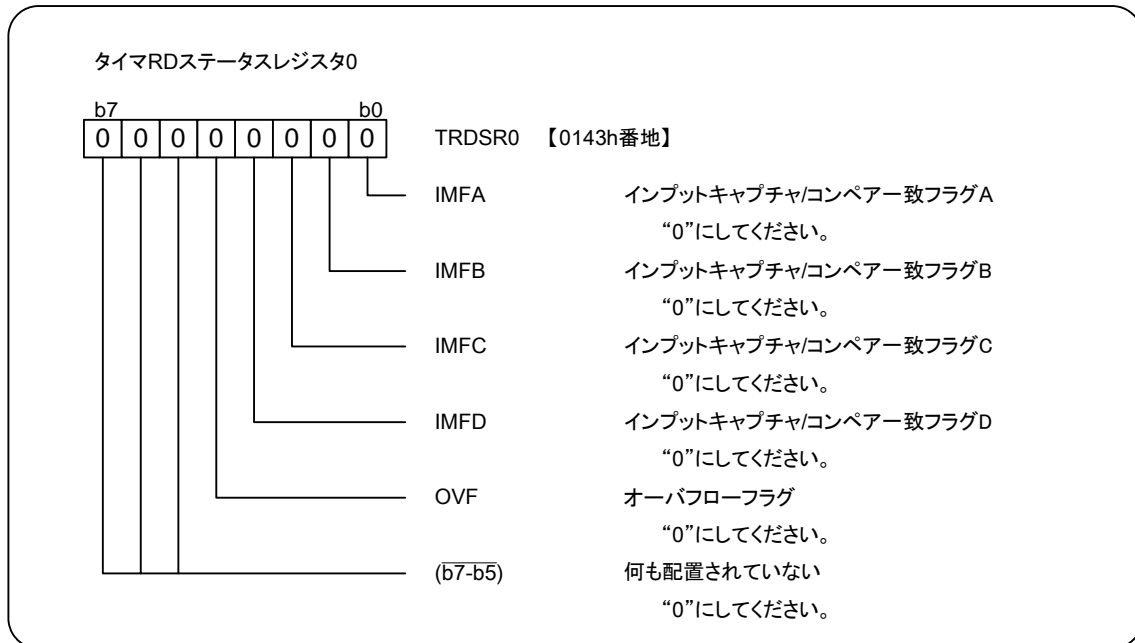 タイマRDステータスレジスタ0
b7 b0
0 0 0 0 0 0 0 0 TRDSR0 【0143h番地】
IMFA インプットキャプチャ/コンペアー致フラグA
“0”にしてください。
IMFB インプットキャプチャ/コンペアー致フラグB
“0”にしてください。
IMFC インプットキャプチャ/コンペアー致フラグC
“0”にしてください。
IMFD インプットキャプチャ/コンペアー致フラグD
“0”にしてください。
OVF オーバフローフラグ
“0”にしてください。
(b7-b5) 何も配置されていない
“0”にしてください。